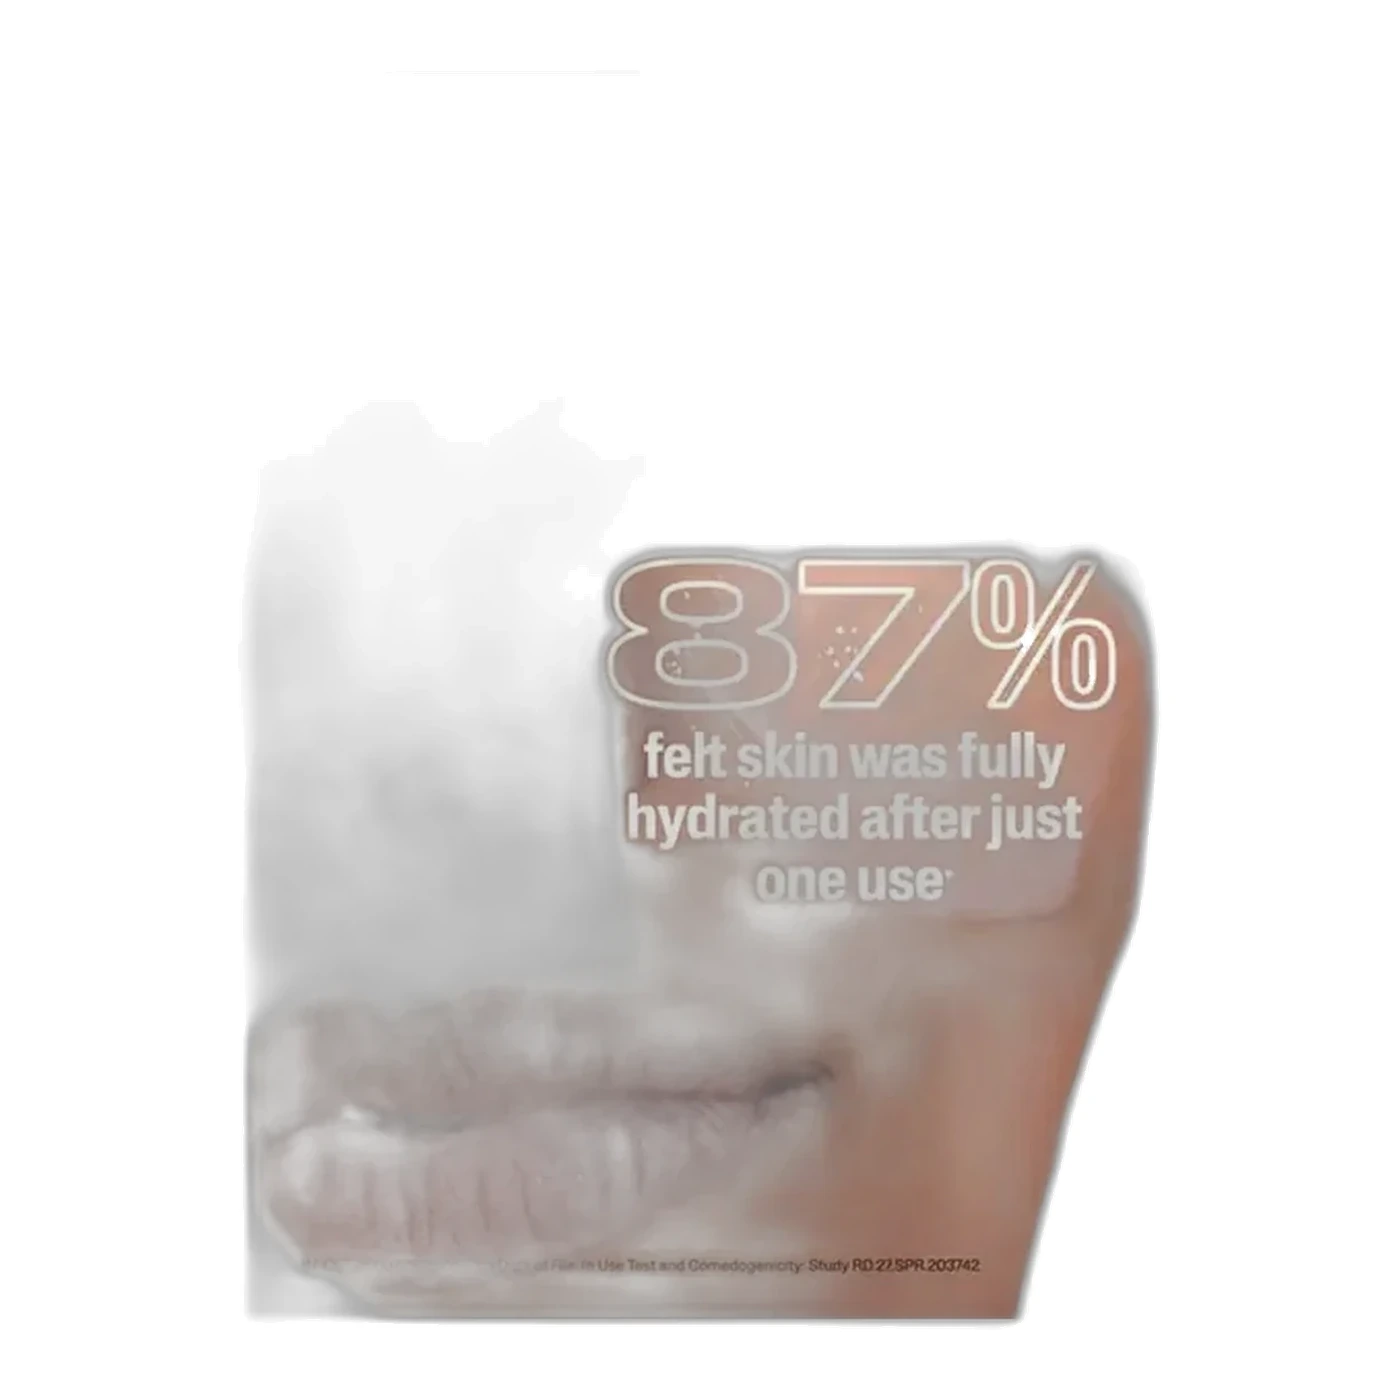 87%
felt skin was fully
hydrated after just
one use*
Use Test and Comedogenicity: Study RD.27.SPR.203742